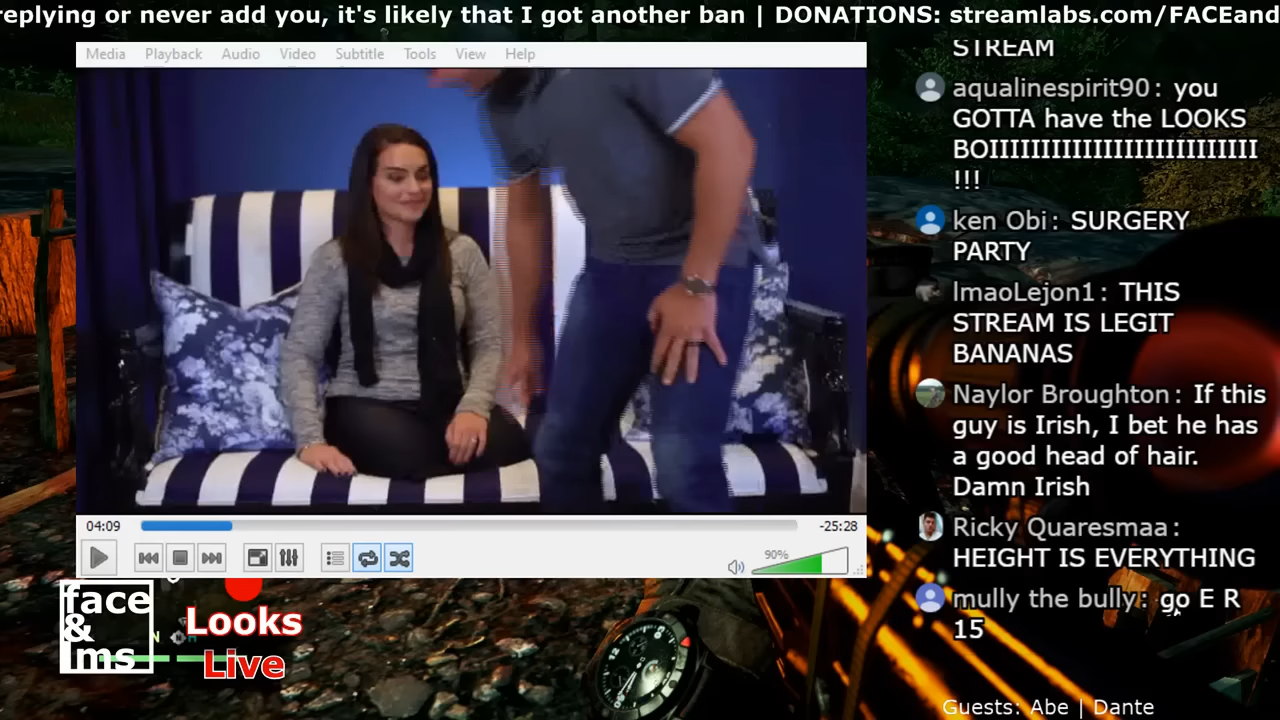 replying or never add you, it's likely that I got another ban | DONATIONS: streamlabs.com/FACEand
Media Playback Audio Video Subtitle Tools View Help
04:09 -25:28
90%
face
&
lms
N
Looks
Live
STREAM
aqualinespirit90: you
GOTTA have the LOOKS
BOIIIIIIIIIIIIIIIIIIIIIIIIII
!!!
ken Obi: SURGERY
PARTY
lmaoLejon1: THIS
STREAM IS LEGIT
BANANAS
Naylor Broughton: If this
guy is Irish, I bet he has
a good head of hair.
Damn Irish
Ricky Quaresmaa:
HEIGHT IS EVERYTHING
mully the bully: go E R
15
Guests: Abe | Dante